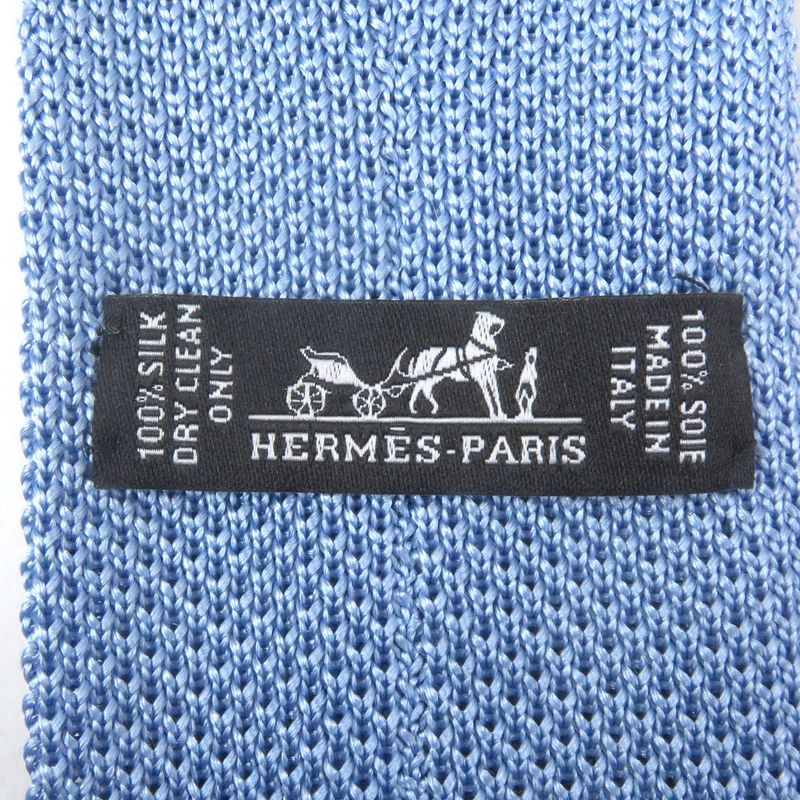 100% SILK
DRY CLEAN
ONLY
HERMÈS-PARIS
100% SOIE
MADE IN
ITALY